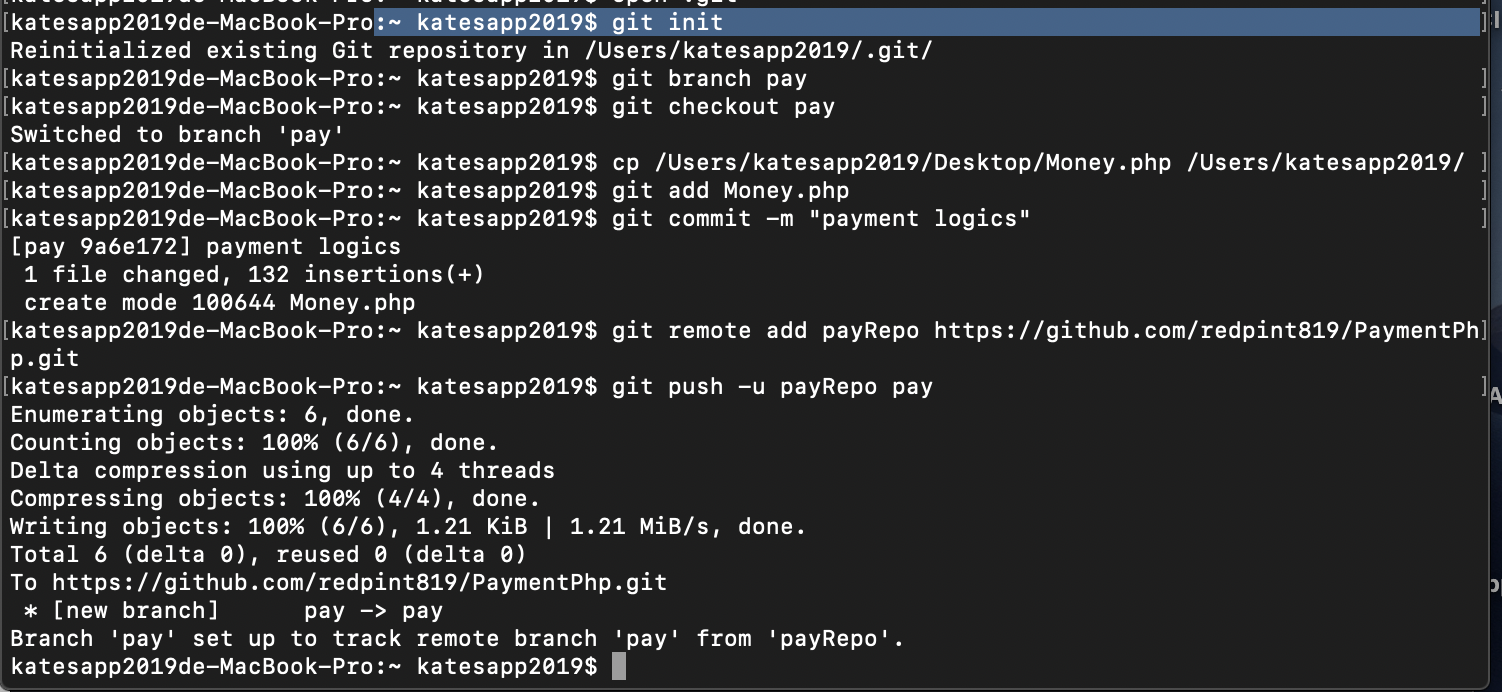 [katesapp2019de-MacBook-Pro:~ katesapp2019$ git init ]
Reinitialized existing Git repository in /Users/katesapp2019/.git/
[katesapp2019de-MacBook-Pro:~ katesapp2019$ git branch pay ]
[katesapp2019de-MacBook-Pro:~ katesapp2019$ git checkout pay ]
Switched to branch 'pay'
[katesapp2019de-MacBook-Pro:~ katesapp2019$ cp /Users/katesapp2019/Desktop/Money.php /Users/katesapp2019/ ]
[katesapp2019de-MacBook-Pro:~ katesapp2019$ git add Money.php ]
[katesapp2019de-MacBook-Pro:~ katesapp2019$ git commit -m "payment logics" ]
[pay 9a6e172] payment logics
 1 file changed, 132 insertions(+)
 create mode 100644 Money.php
[katesapp2019de-MacBook-Pro:~ katesapp2019$ git remote add payRepo https://github.com/redpint819/PaymentPh]
p.git
[katesapp2019de-MacBook-Pro:~ katesapp2019$ git push -u payRepo pay ]
Enumerating objects: 6, done.
Counting objects: 100% (6/6), done.
Delta compression using up to 4 threads
Compressing objects: 100% (4/4), done.
Writing objects: 100% (6/6), 1.21 KiB | 1.21 MiB/s, done.
Total 6 (delta 0), reused 0 (delta 0)
To https://github.com/redpint819/PaymentPhp.git
 * [new branch]      pay -> pay
Branch 'pay' set up to track remote branch 'pay' from 'payRepo'.
katesapp2019de-MacBook-Pro:~ katesapp2019$